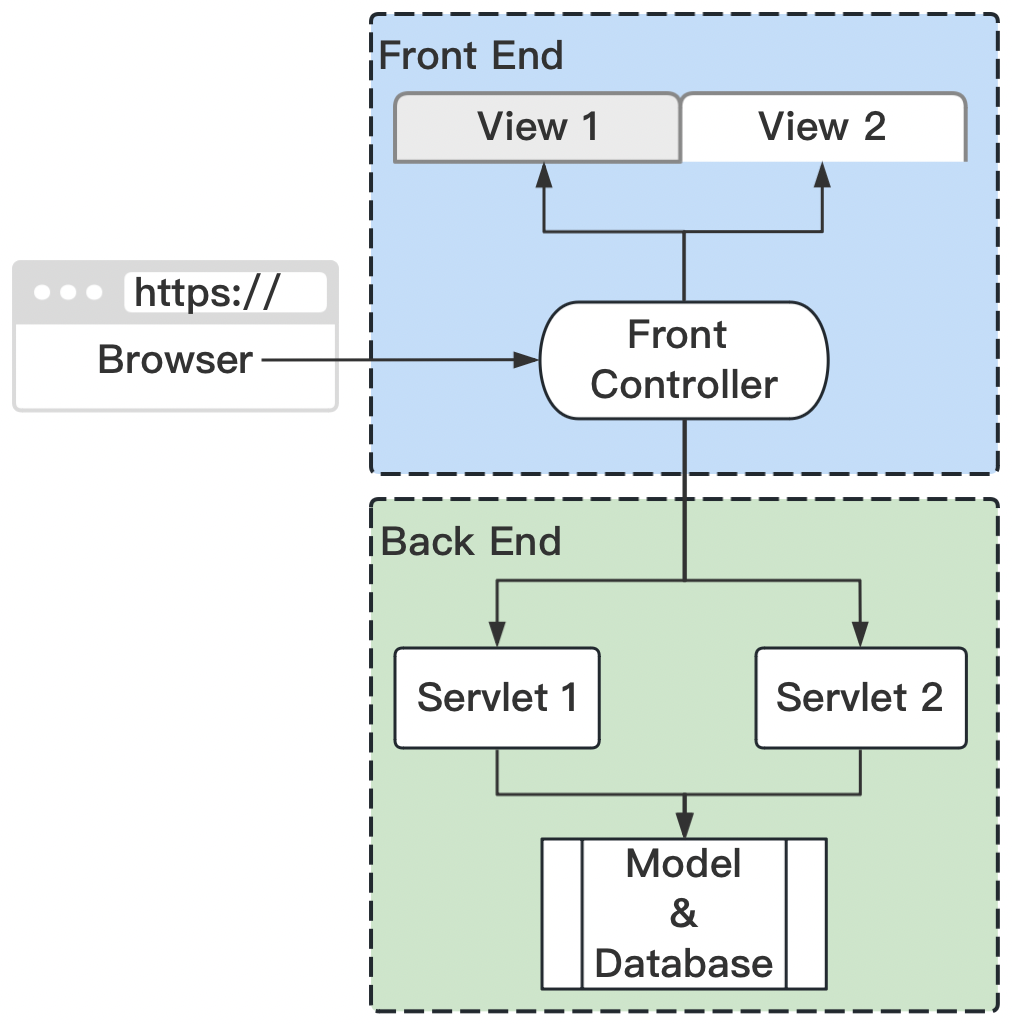 Front End
View 1
View 2
https://
Browser
Front
Controller
Back End
Servlet 1
Servlet 2
Model
&
Database